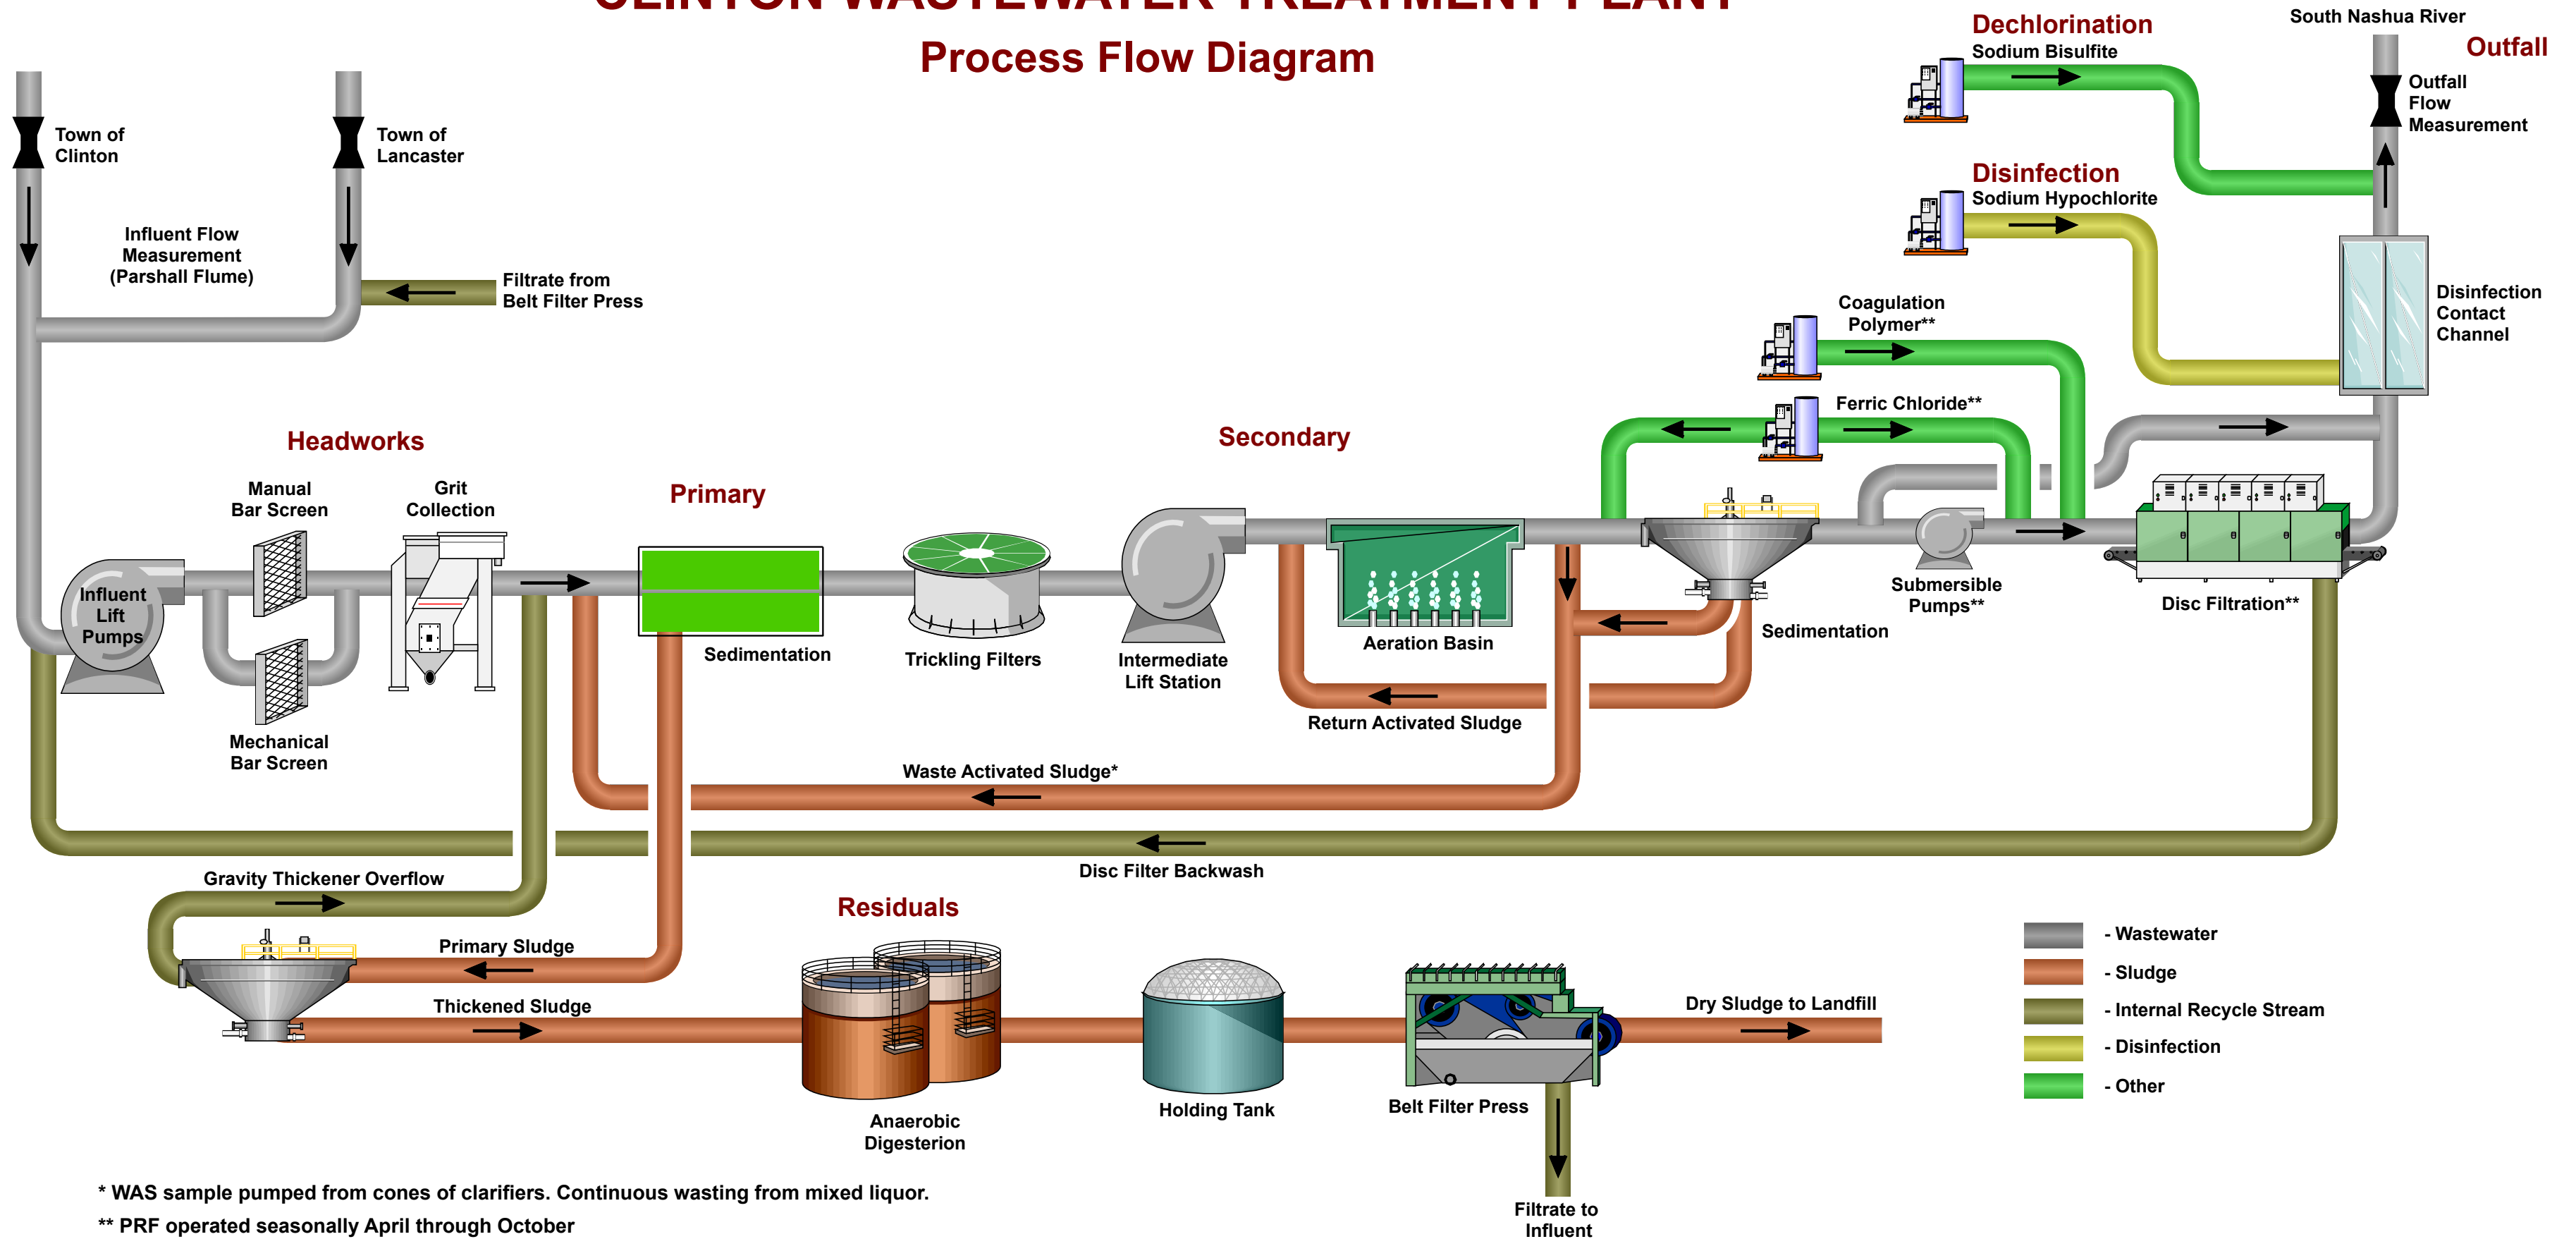 CLINTON WASTEWATER TREATMENT PLANT
Process Flow Diagram
South Nashua River
Outfall
Dechlorination
Sodium Bisulfite
Outfall
Flow
Measurement
Town of
Clinton
Town of
Lancaster
Disinfection
Sodium Hypochlorite
Influent Flow
Measurement
(Parshall Flume)
Filtrate from
Belt Filter Press
Disinfection
Contact
Channel
Coagulation
Polymer**
Ferric Chloride**
Headworks
Manual
Bar Screen
Grit
Collection
Primary
Secondary
Influent
Lift
Pumps
Mechanical
Bar Screen
Sedimentation
Trickling Filters
Intermediate
Lift Station
Aeration Basin
Sedimentation
Submersible
Pumps**
Disc Filtration**
Return Activated Sludge
Waste Activated Sludge*
Disc Filter Backwash
Gravity Thickener Overflow
Residuals
Primary Sludge
Thickened Sludge
Anaerobic
Digesterion
Holding Tank
Belt Filter Press
Dry Sludge to Landfill
Filtrate to
Influent
- Wastewater
- Sludge
- Internal Recycle Stream
- Disinfection
- Other
* WAS sample pumped from cones of clarifiers. Continuous wasting from mixed liquor.
** PRF operated seasonally April through October